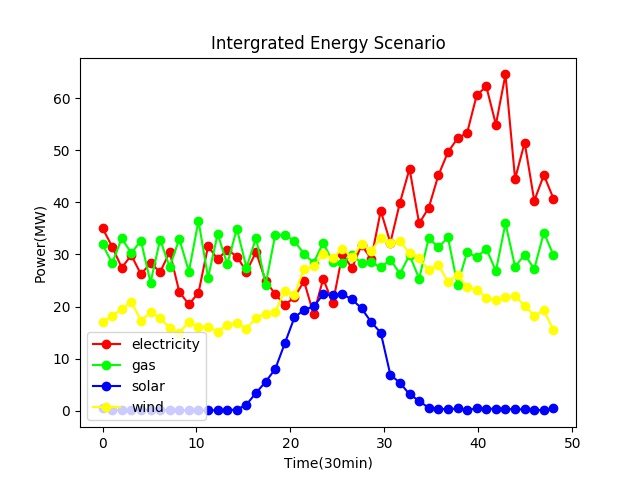 Intergrated Energy Scenario
Power(MW)
60
50
40
30
20
10
0
electricity
gas
solar
wind
0 10 20 30 40 50
Time(30min)